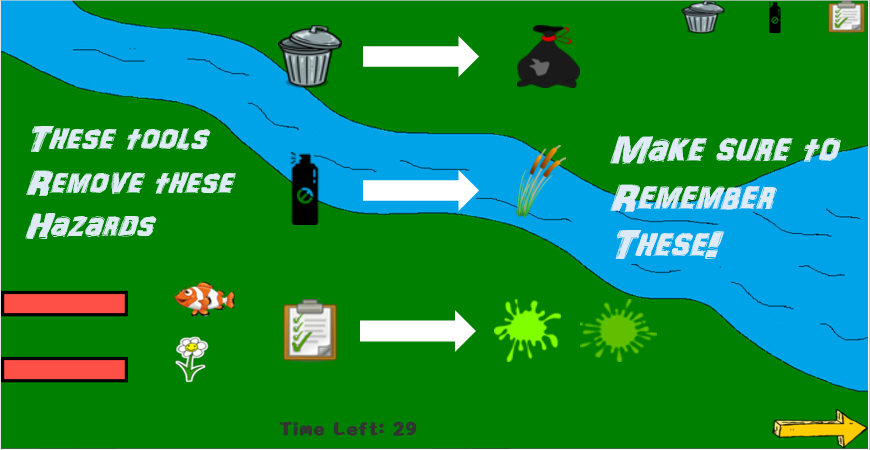 These tools
Remove these
Hazards
Make sure to
Remember
These!
Time Left: 29